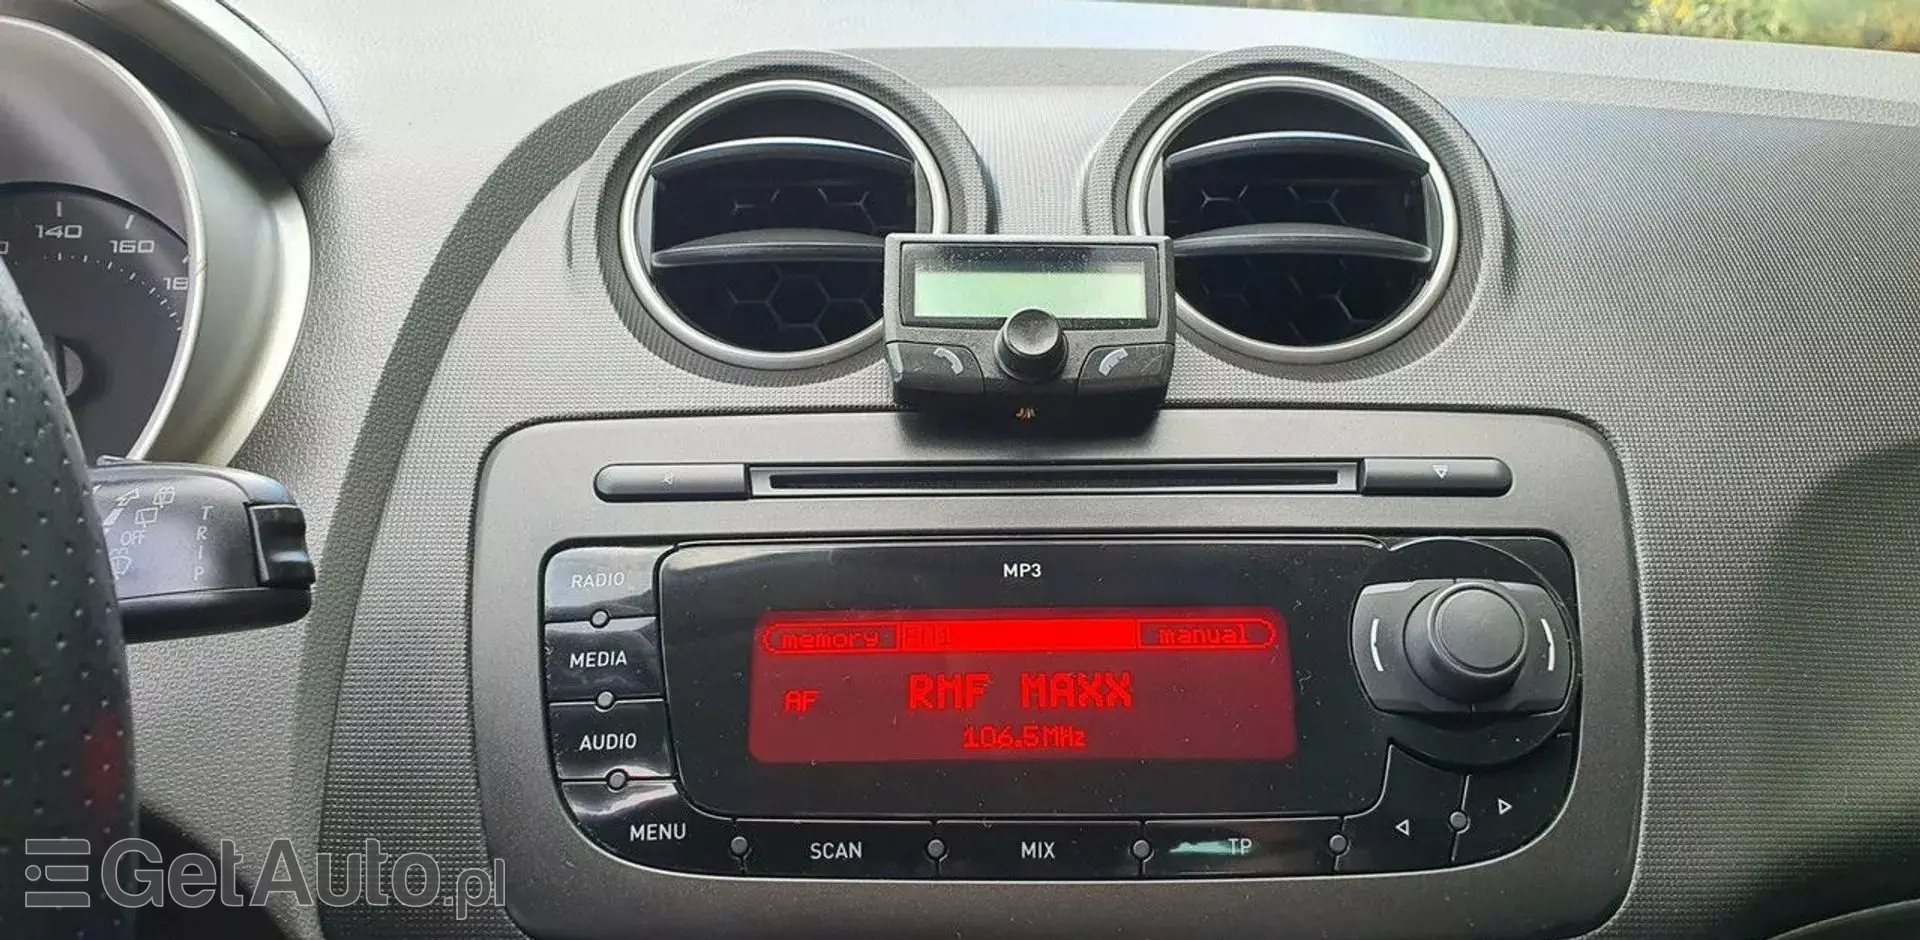 140
160
OFF
TRIP
MP3
RADIO
MEDIA
AUDIO
MENU
memory FM1 manual
AF RMF MAXX
106.5MHz
SCAN MIX TP
GetAuto.pl